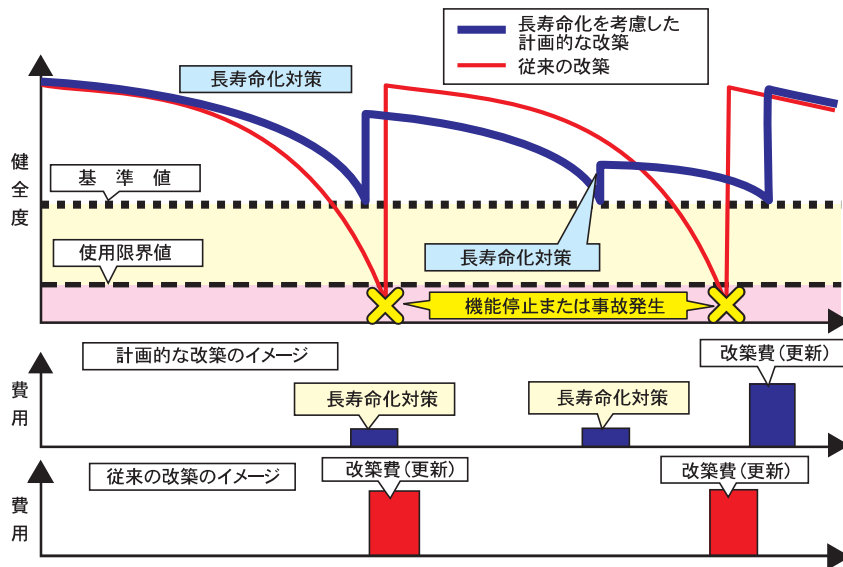 長寿命化を考慮した
計画的な改築
従来の改築
長寿命化対策
健全度
基準値
使用限界値
長寿命化対策
機能停止または事故発生
計画的な改築のイメージ
改築費(更新)
費用
長寿命化対策
長寿命化対策
従来の改築のイメージ
改築費(更新)
改築費(更新)
費用